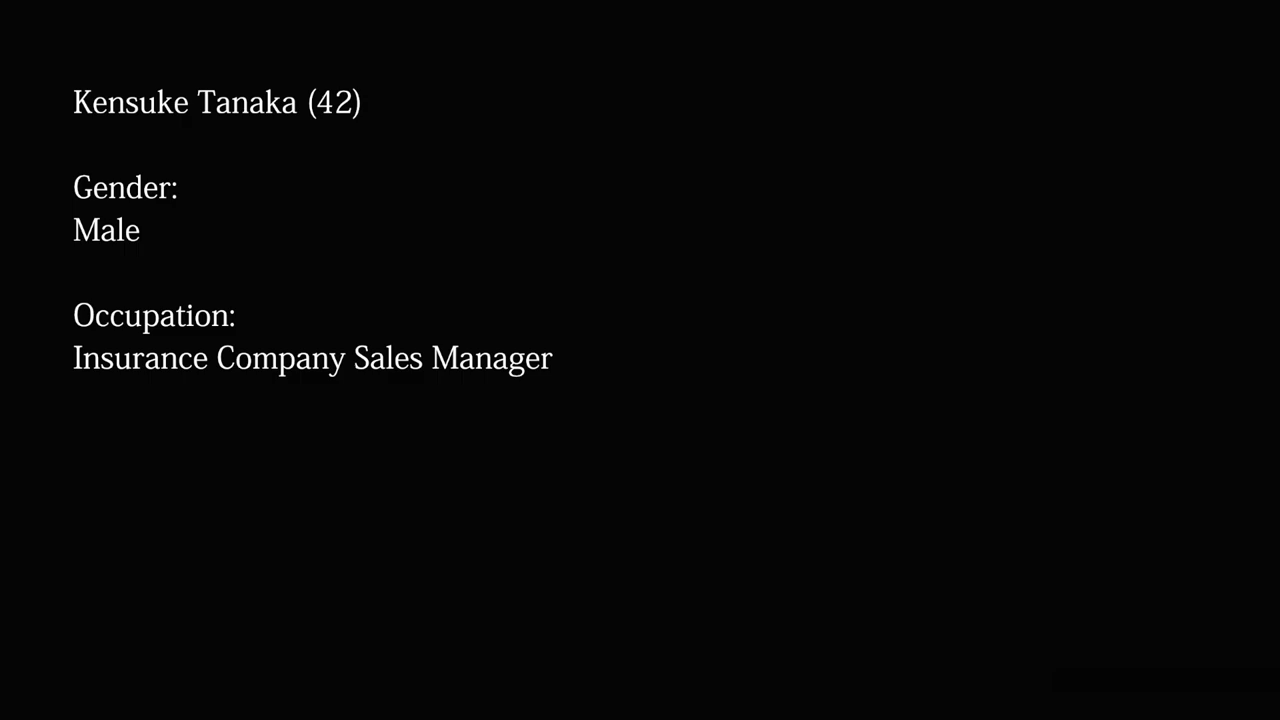 Kensuke Tanaka (42)
Gender:
Male
Occupation:
Insurance Company Sales Manager